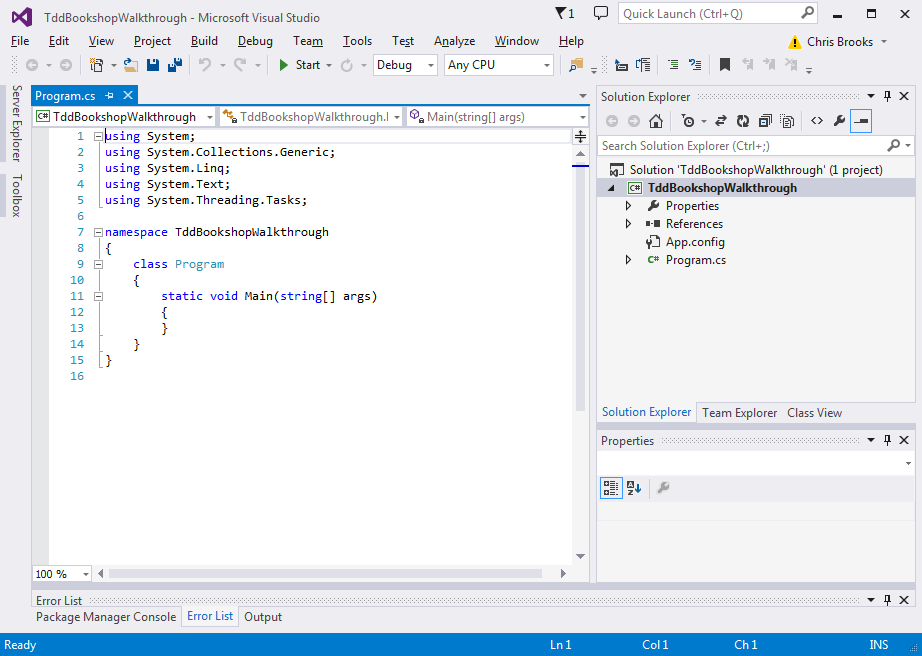 TddBookshopWalkthrough - Microsoft Visual Studio
1
Quick Launch (Ctrl+Q)
File Edit View Project Build Debug Team Tools Test Analyze Window Help
Chris Brooks
Start Debug Any CPU
Server Explorer
Toolbox
Program.cs
TddBookshopWalkthrough TddBookshopWalkthrough.I Main(string[] args)
1 using System;
2 using System.Collections.Generic;
3 using System.Linq;
4 using System.Text;
5 using System.Threading.Tasks;
6
7 namespace TddBookshopWalkthrough
8 {
9 class Program
10 {
11 static void Main(string[] args)
12 {
13 }
14 }
15 }
16
100 %
Solution Explorer
Search Solution Explorer (Ctrl+;)
Solution 'TddBookshopWalkthrough' (1 project)
C# TddBookshopWalkthrough
Properties
References
App.config
C# Program.cs
Solution Explorer Team Explorer Class View
Properties
Error List
Package Manager Console Error List Output
Ready Ln 1 Col 1 Ch 1 INS